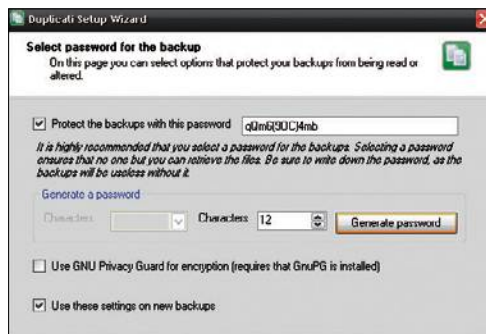 Duplicati Setup Wizard
Select password for the backup
On this page you can select options that protect your backups from being read or
altered.
Protect the backups with this password
It is highly recommended that you select a password for the backups. Selecting a password
ensures that no one but you can retrieve the files. Be sure to write down the password, as the
backups will be useless without it.
Generate a password
Characters Characters 12 Generate password
Use GNU Privacy Guard for encryption (requires that GnuPG is installed)
Use these settings on new backups